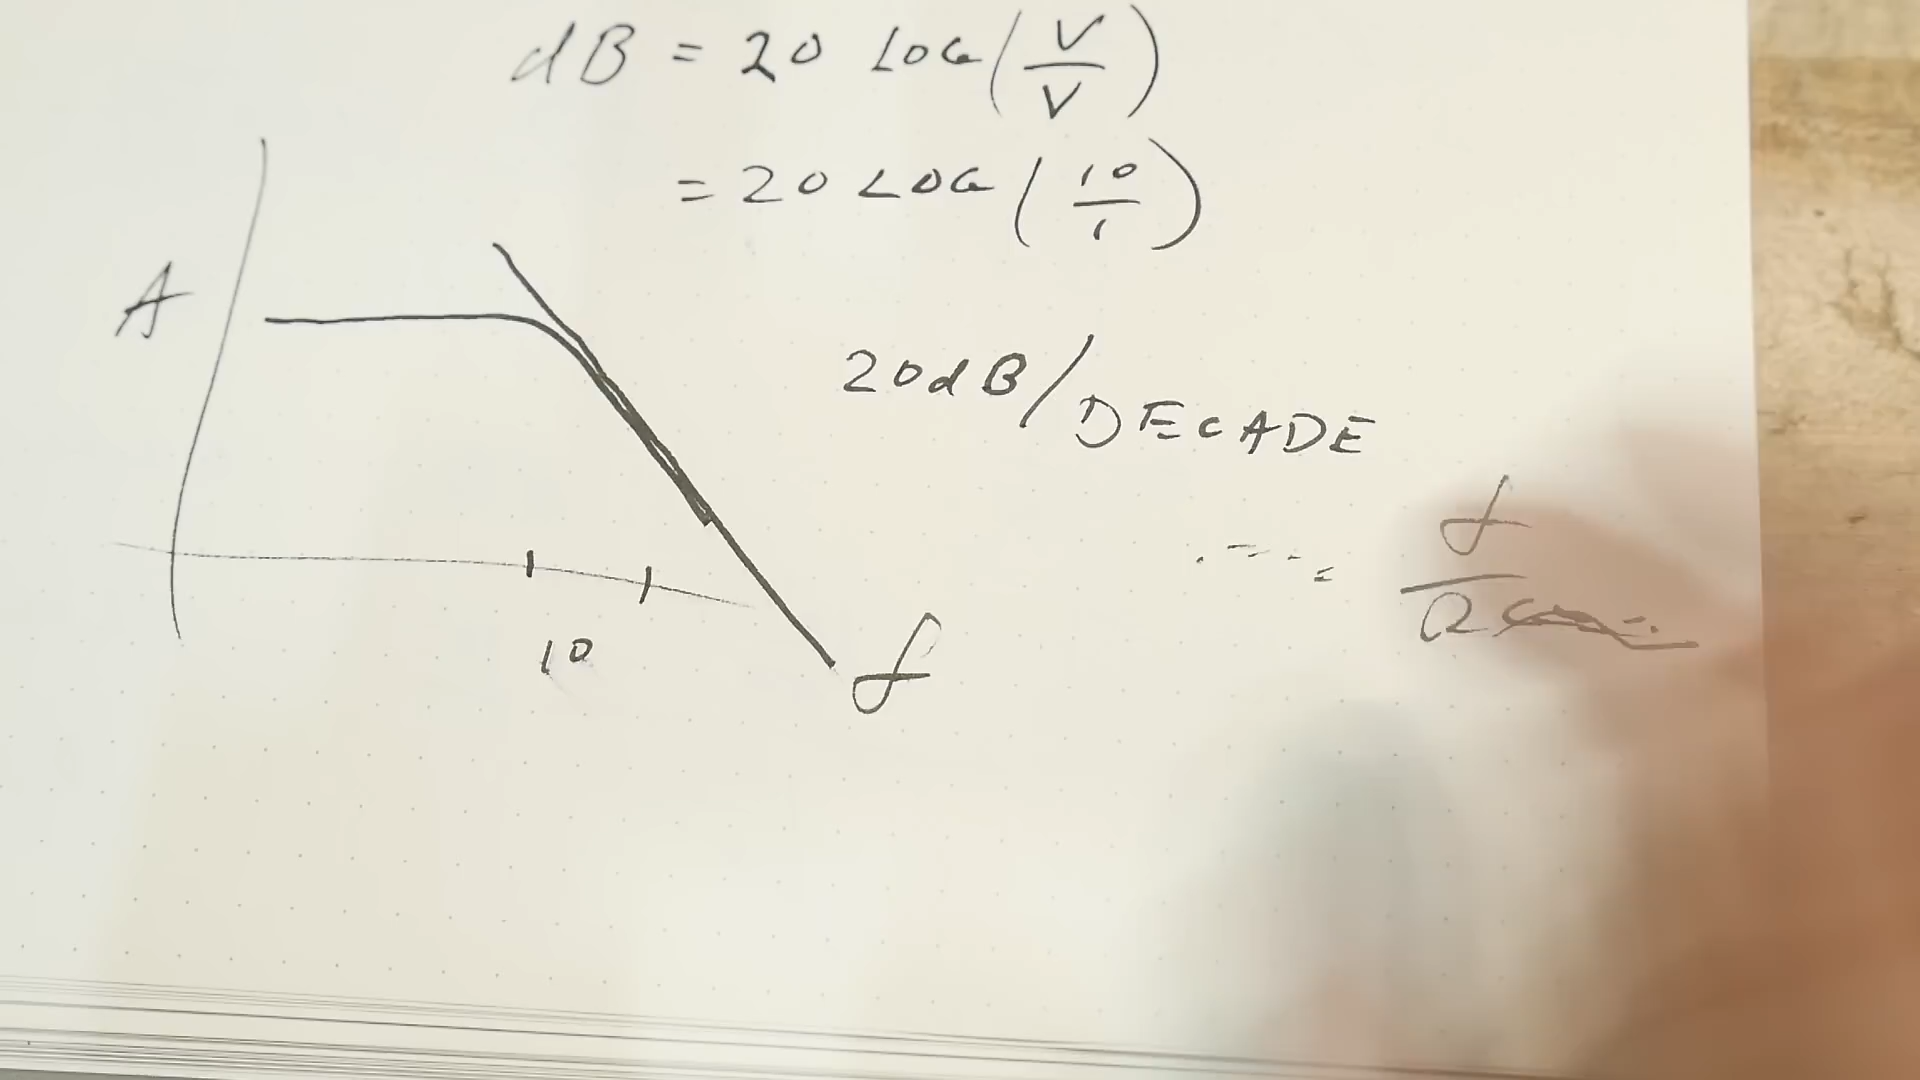 dB = 20 LOG (V/V)
= 20 LOG (10/1)
A
20dB/DECADE
f
10
f